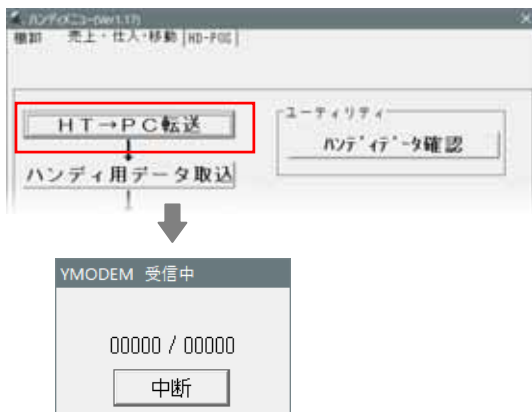 ハンディメニュー(Ver1.17)
棚卸 売上・仕入・移動 HD-POS
HT→PC転送
ユーティリティ
ハンディデータ確認
ハンディ用データ取込
YMODEM 受信中
00000 / 00000
中断